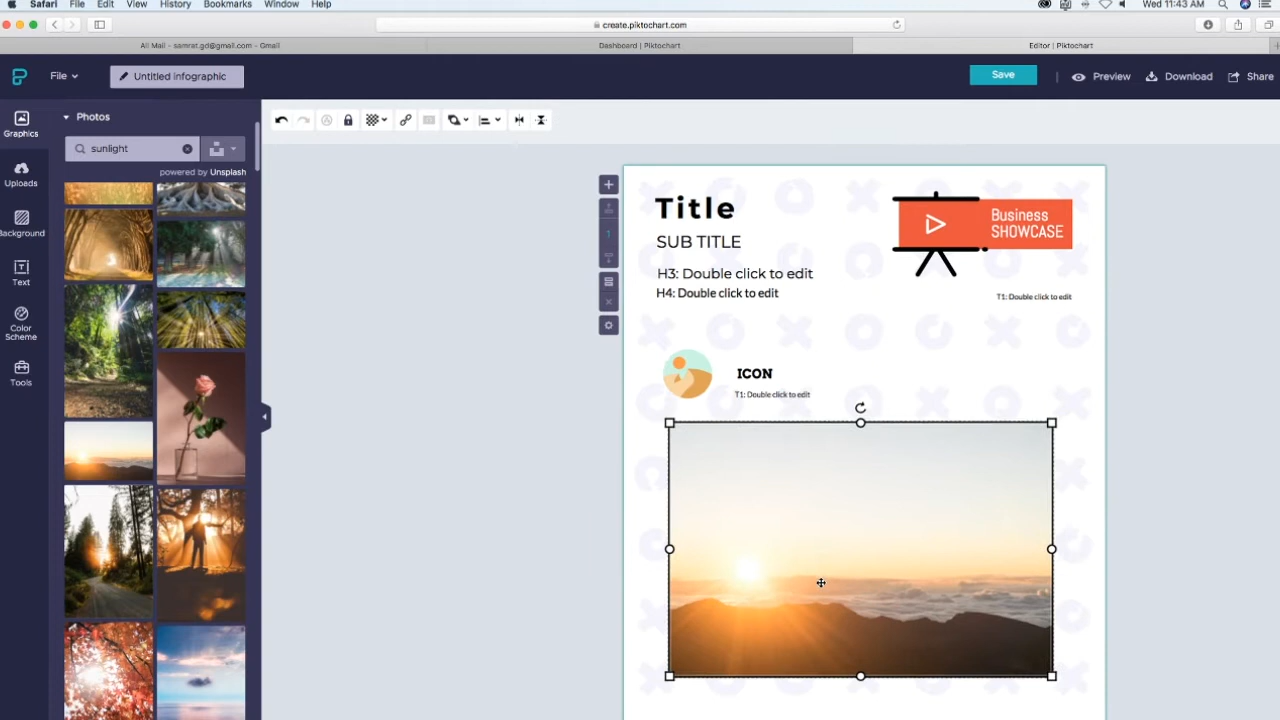 Safari File Edit View History Bookmarks Window Help Wed 11:43 AM
create.piktochart.com
All Mail - samrat.gd@gmail.com - Gmail Dashboard | Piktochart Editor | Piktochart
File Untitled infographic Save Preview Download Share
Graphics
Uploads
Background
Text
Color
Scheme
Tools
Photos
sunlight
powered by Unsplash
1
Title
SUB TITLE
H3: Double click to edit
H4: Double click to edit
Business
SHOWCASE
T1: Double click to edit
ICON
T1: Double click to edit